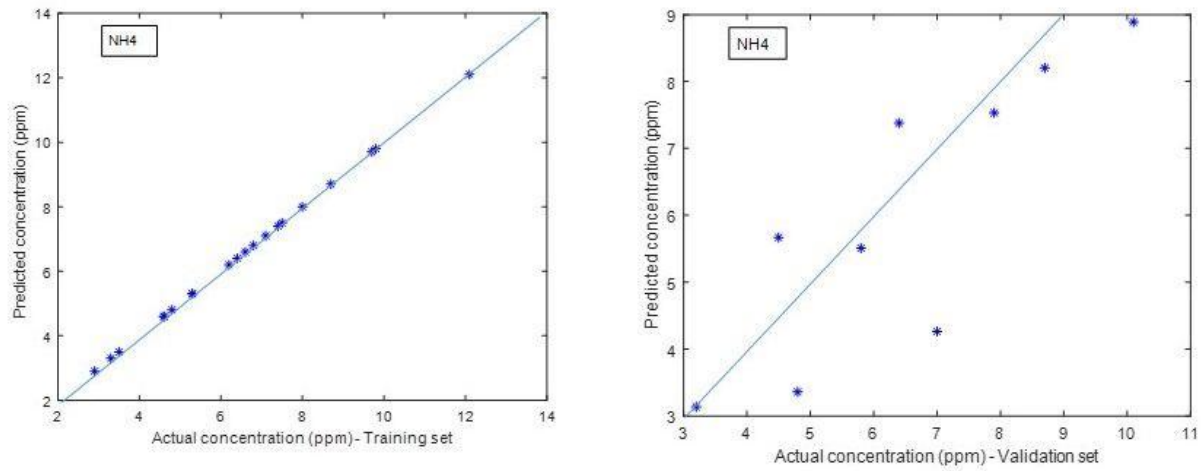 NH4
Predicted concentration (ppm)
14
12
10
8
6
4
2
2 4 6 8 10 12 14
Actual concentration (ppm) - Training set
NH4
Predicted concentration (ppm)
9
8
7
6
5
4
3
3 4 5 6 7 8 9 10 11
Actual concentration (ppm) - Validation set